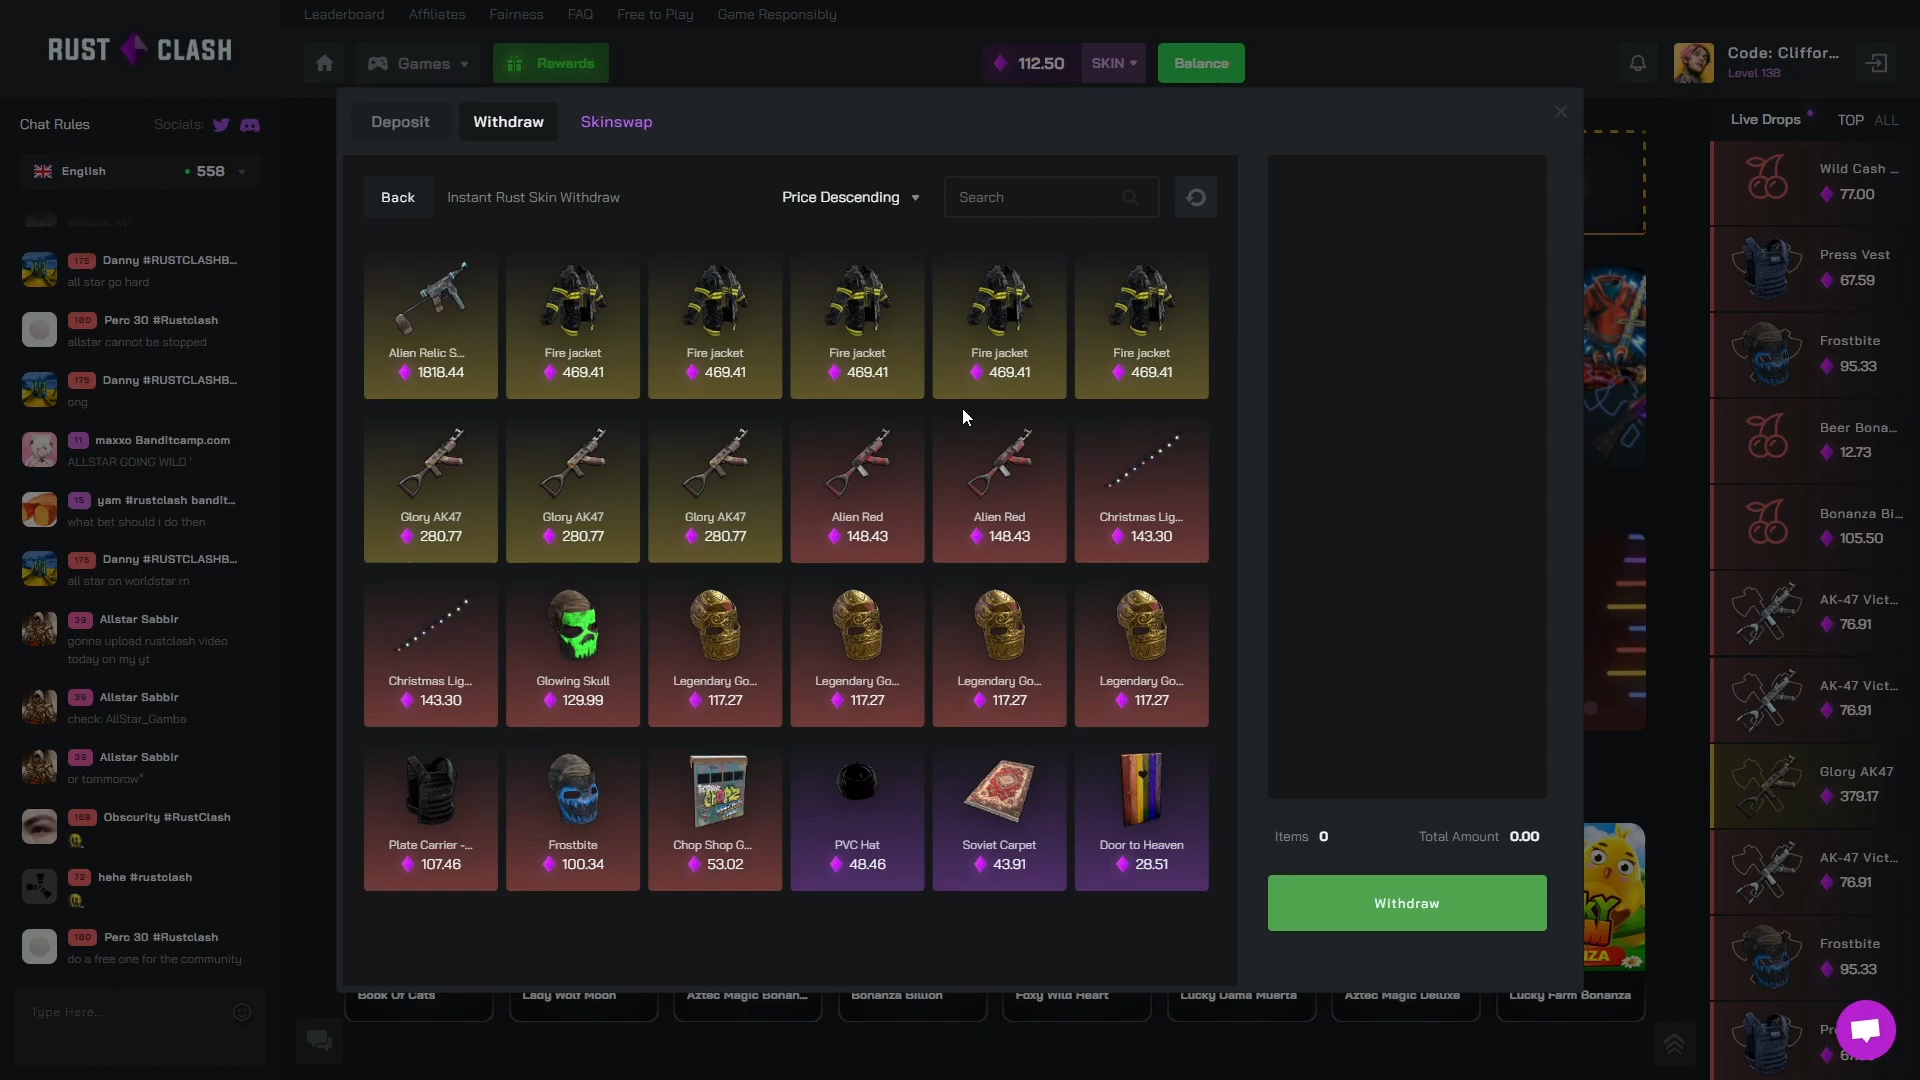 Leaderboard Affiliates Fairness FAQ Free to Play Game Responsibly
RUST CLASH
Games
Rewards
112.50
SKIN
Balance
Code: Cliffor...
Level 138
Chat Rules
Socials:
English
558
allstar wtf
175 Danny #RUSTCLASHB...
all star go hard
180 Perc 30 #Rustclash
allstar cannot be stopped
175 Danny #RUSTCLASHB...
ong
11 maxxo Banditcamp.com
ALLSTAR GOING WILD '
15 yam #rustclash bandit...
what bet should i do then
175 Danny #RUSTCLASHB...
all star on worldstar rn
39 Allstar Sabbir
gonna upload rustclash video
today on my yt
39 Allstar Sabbir
check: AllStar_Gamba
39 Allstar Sabbir
or tommorow*
169 Obscurity #RustClash
72 hehe #rustclash
180 Perc 30 #Rustclash
do a free one for the community
Type Here...
Deposit
Withdraw
Skinswap
Back
Instant Rust Skin Withdraw
Price Descending
Search
Alien Relic S...
1818.44
Fire jacket
469.41
Fire jacket
469.41
Fire jacket
469.41
Fire jacket
469.41
Fire jacket
469.41
Glory AK47
280.77
Glory AK47
280.77
Glory AK47
280.77
Alien Red
148.43
Alien Red
148.43
Christmas Lig...
143.30
Christmas Lig...
143.30
Glowing Skull
129.99
Legendary Go...
117.27
Legendary Go...
117.27
Legendary Go...
117.27
Legendary Go...
117.27
Plate Carrier -...
107.46
Frostbite
100.34
Chop Shop G...
53.02
PVC Hat
48.46
Soviet Carpet
43.91
Door to Heaven
28.51
Items 0
Total Amount 0.00
Withdraw
Book Of Cats
Lady Wolf Moon
Aztec Magic Bonan...
Bonanza Billion
Foxy Wild Heart
Lucky Dama Muerta
Aztec Magic Deluxe
Lucky Farm Bonanza
Live Drops
TOP ALL
Wild Cash ...
77.00
Press Vest
67.59
Frostbite
95.33
Beer Bona...
12.73
Bonanza Bi...
105.50
AK-47 Vict...
76.91
AK-47 Vict...
76.91
Glory AK47
379.17
AK-47 Vict...
76.91
Frostbite
95.33